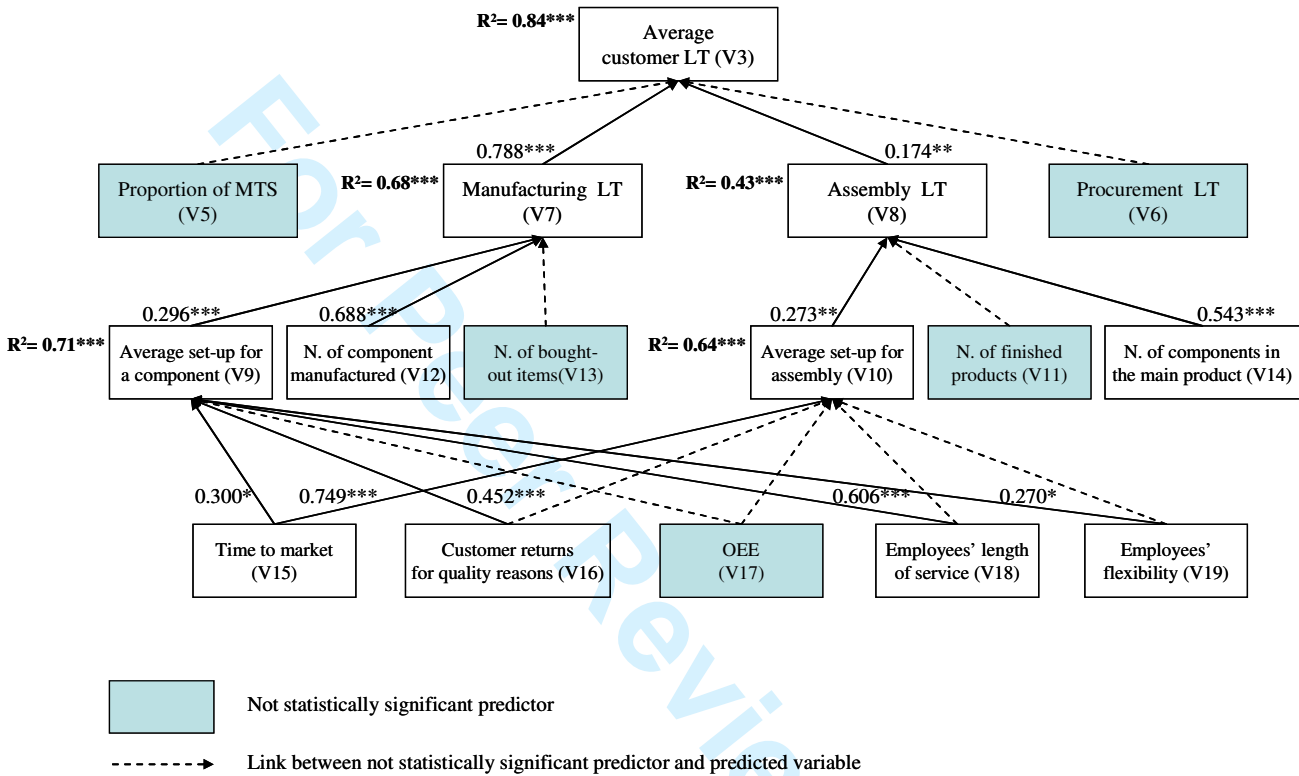 R²= 0.84***
Average
customer LT (V3)
0.788***
0.174**
Proportion of MTS
(V5)
R²= 0.68***
Manufacturing LT
(V7)
R²= 0.43***
Assembly LT
(V8)
Procurement LT
(V6)
0.296***
0.688***
0.273**
0.543***
R²= 0.71***
Average set-up for
a component (V9)
N. of component
manufactured (V12)
N. of bought-
out items(V13)
R²= 0.64***
Average set-up for
assembly (V10)
N. of finished
products (V11)
N. of components in
the main product (V14)
0.300*
0.749***
0.452***
0.606***
0.270*
Time to market
(V15)
Customer returns
for quality reasons (V16)
OEE
(V17)
Employees’ length
of service (V18)
Employees’
flexibility (V19)
Not statistically significant predictor
Link between not statistically significant predictor and predicted variable
For Peer Revie